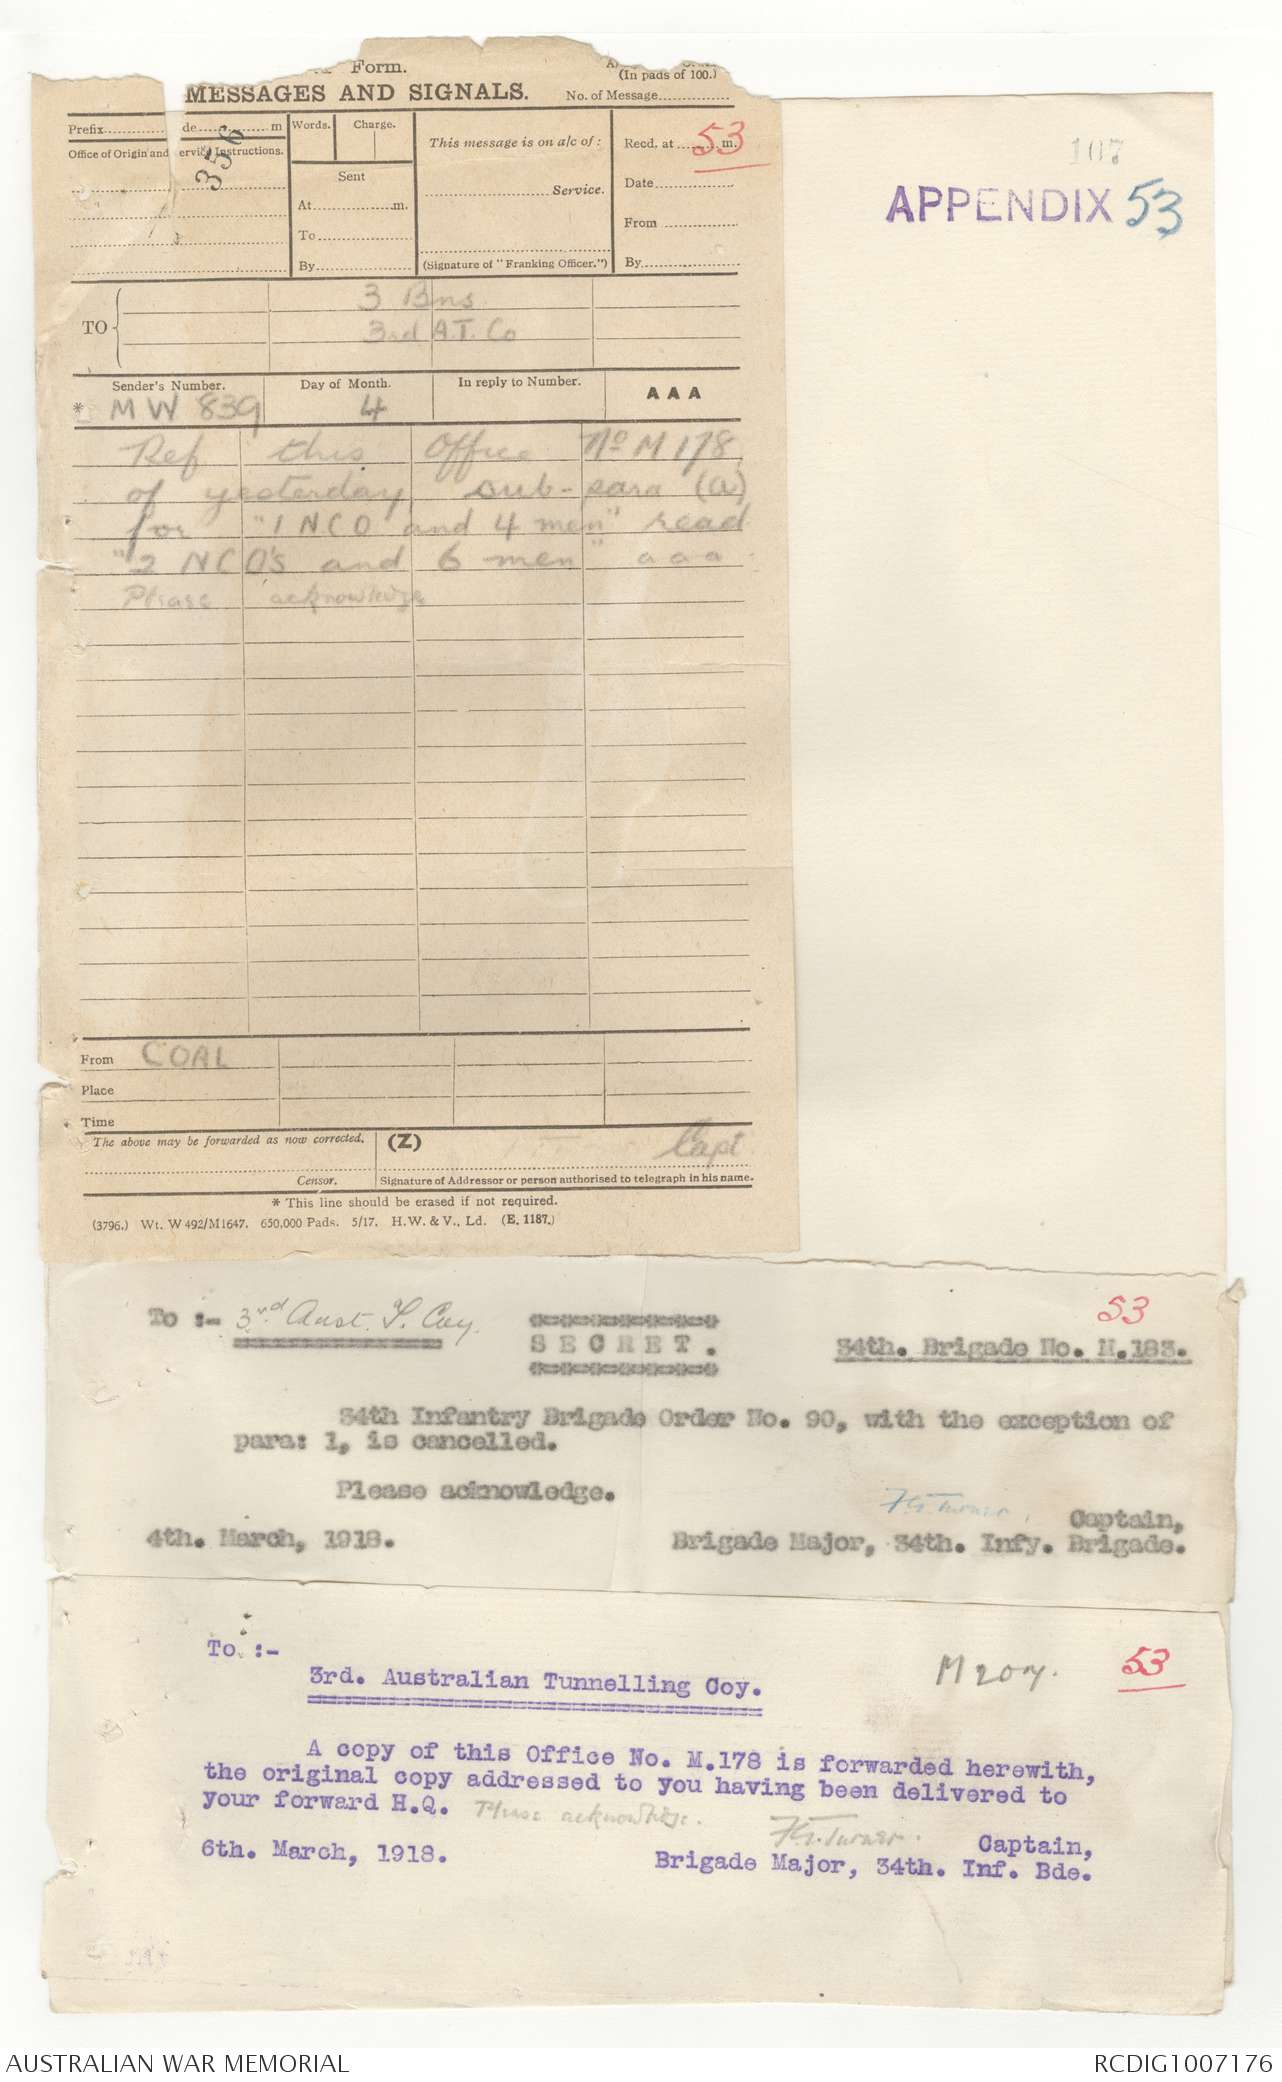 Form.
(In pads of 100.)
MESSAGES AND SIGNALS.
No. of Message
Prefix de m
Words. Charge.
This message is on a/c of :
Recd. at m.
53
Office of Origin and Service Instructions.
356
Sent
Service.
Date
At m.
From
To
By
(Signature of "Franking Officer.")
By
107
APPENDIX 53
TO
3 Bns
3rd A.T. Co
Sender's Number.
Day of Month.
In reply to Number.
AAA
* MW 839
4
Ref this Office No M 178
of yesterday sub-para (a)
for "1 NCO and 4 men" read
"2 NCO's and 6 men" a a a
Please acknowledge
From COAL
Place
Time
The above may be forwarded as now corrected.
(Z)
Capt
Censor.
Signature of Addressor or person authorised to telegraph in his name.
* This line should be erased if not required.
(3796.) Wt. W492/M1647. 650,000 Pads. 5/17. H.W. & V., Ld. (E. 1187.)
53
To :- 3rd Aust. T. Coy.
SECRET.
34th. Brigade No. M.183.
34th Infantry Brigade Order No. 90, with the exception of
para: 1, is cancelled.
Please acknowledge.
F G Turner, Captain,
4th. March, 1918.
Brigade Major, 34th. Infy. Brigade.
To :-
3rd. Australian Tunnelling Coy.
M 207.
53
A copy of this Office No. M.178 is forwarded herewith,
the original copy addressed to you having been delivered to
your forward H.Q. Please acknowledge.
F G. Turner. Captain,
6th. March, 1918.
Brigade Major, 34th. Inf. Bde.
AUSTRALIAN WAR MEMORIAL
RCDIG1007176